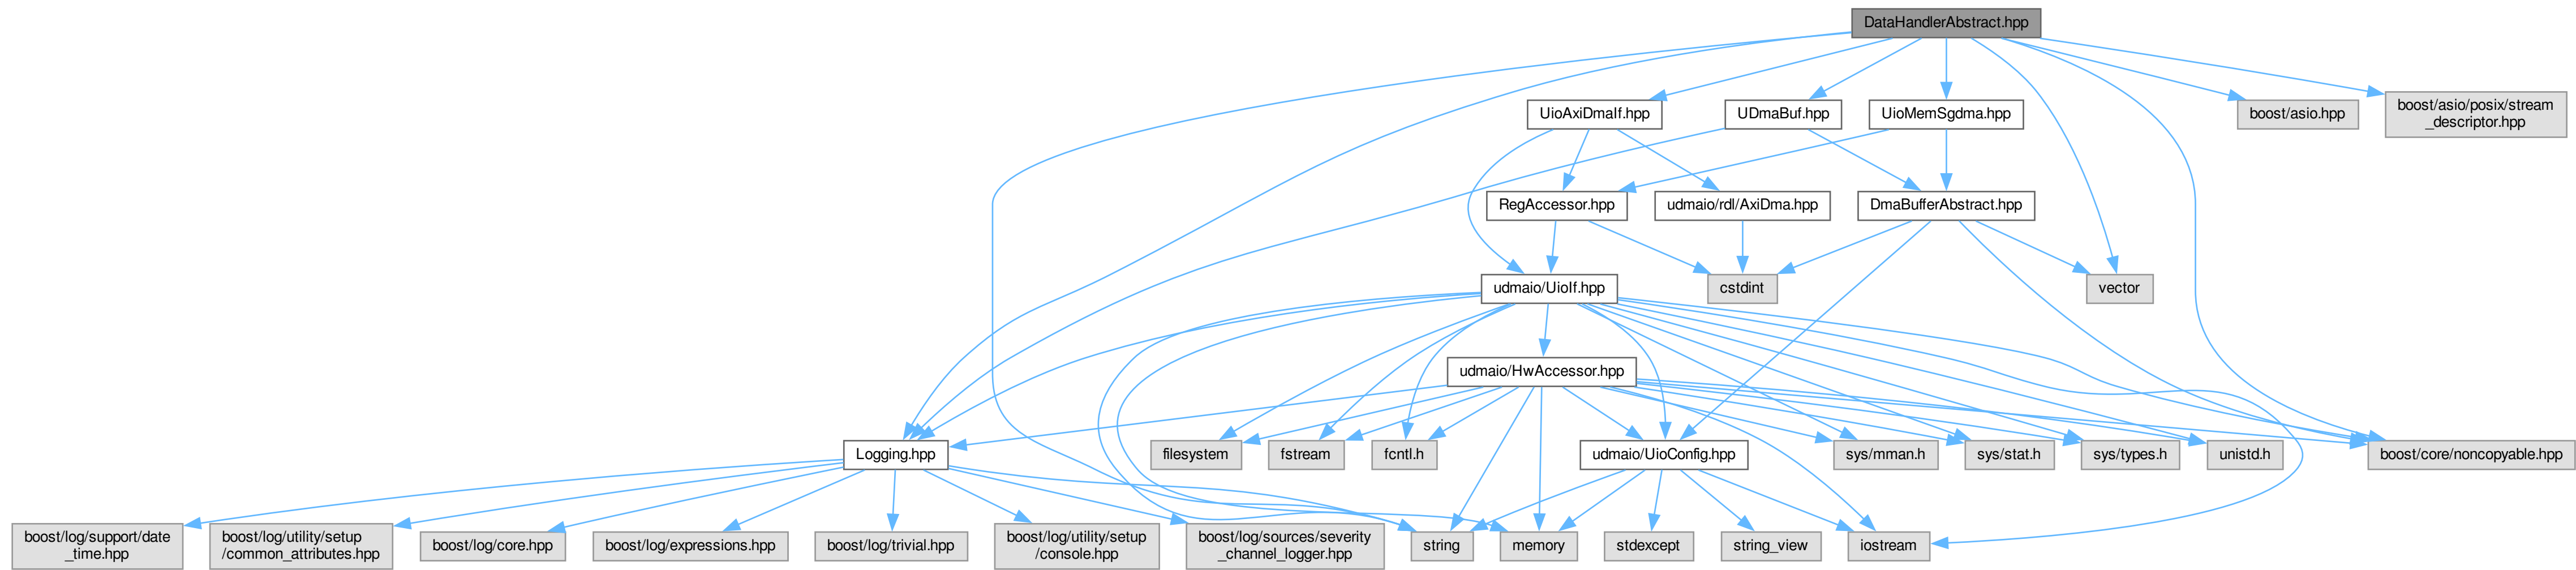 DataHandlerAbstract.hpp
UioAxiDmaIf.hpp
UDmaBuf.hpp
UioMemSgdma.hpp
boost/asio.hpp
boost/asio/posix/stream
_descriptor.hpp
RegAccessor.hpp
udmaio/rdl/AxiDma.hpp
DmaBufferAbstract.hpp
udmaio/UioIf.hpp
cstdint
vector
udmaio/HwAccessor.hpp
Logging.hpp
filesystem
fstream
fcntl.h
udmaio/UioConfig.hpp
sys/mman.h
sys/stat.h
sys/types.h
unistd.h
boost/core/noncopyable.hpp
boost/log/support/date
_time.hpp
boost/log/utility/setup
/common_attributes.hpp
boost/log/core.hpp
boost/log/expressions.hpp
boost/log/trivial.hpp
boost/log/utility/setup
/console.hpp
boost/log/sources/severity
_channel_logger.hpp
string
memory
stdexcept
string_view
iostream